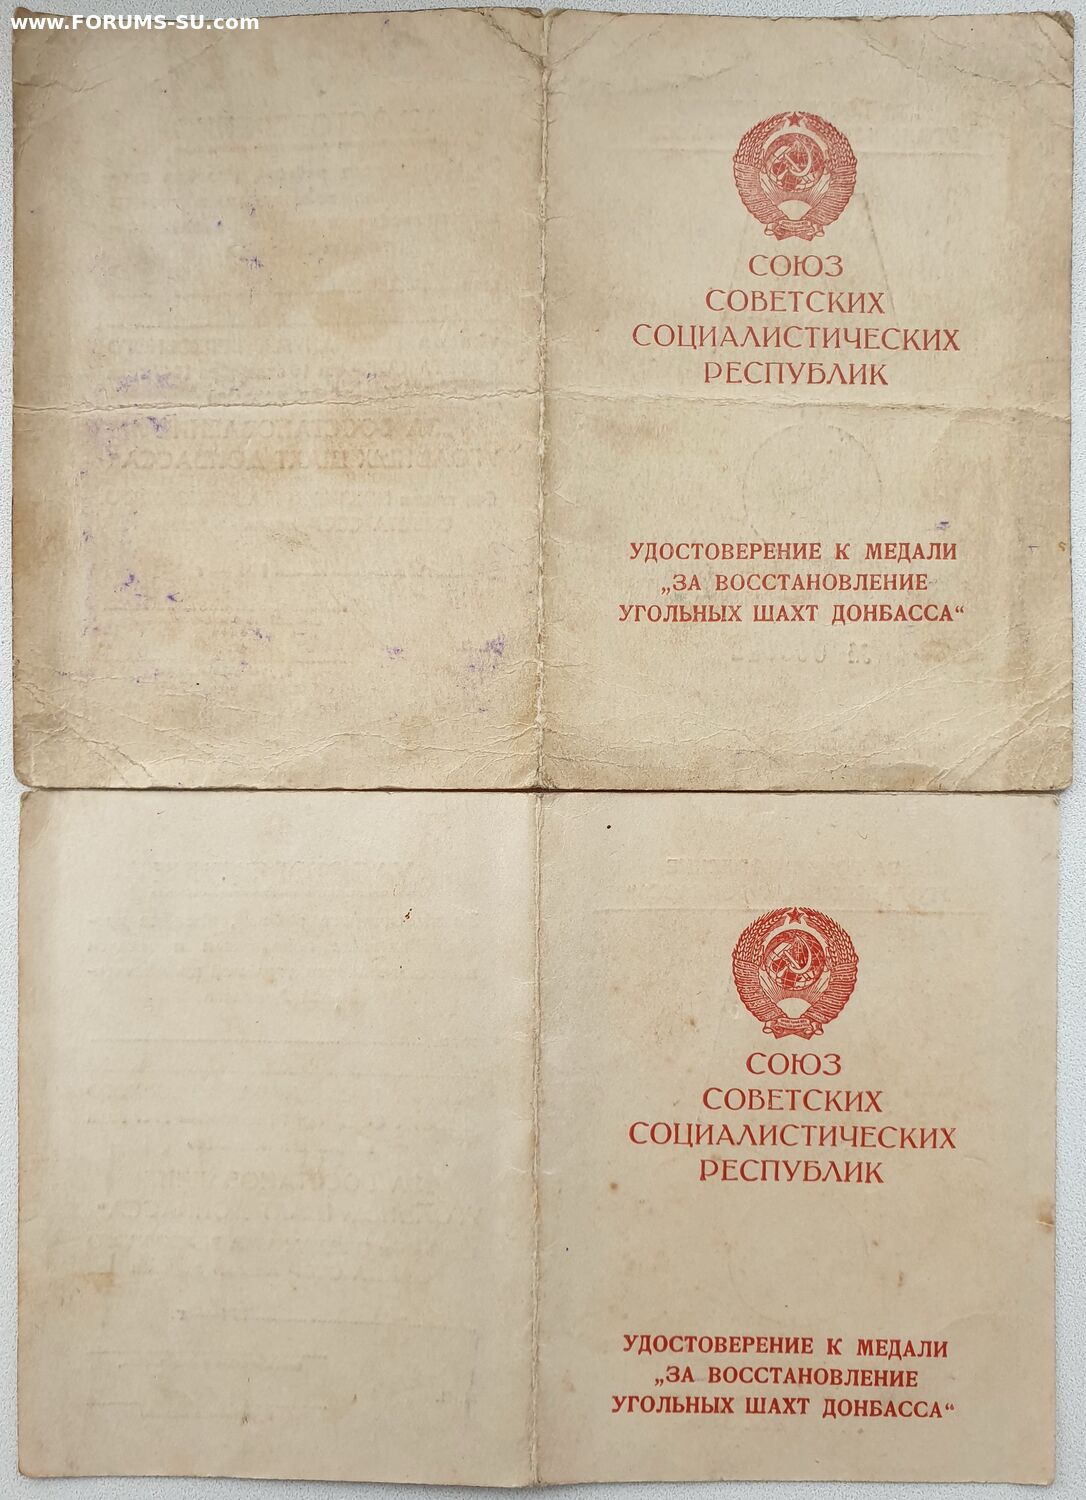 www.FORUMS-SU.com
СОЮЗ
СОВЕТСКИХ
СОЦИАЛИСТИЧЕСКИХ
РЕСПУБЛИК
УДОСТОВЕРЕНИЕ К МЕДАЛИ
„ЗА ВОССТАНОВЛЕНИЕ
УГОЛЬНЫХ ШАХТ ДОНБАССА“
СОЮЗ
СОВЕТСКИХ
СОЦИАЛИСТИЧЕСКИХ
РЕСПУБЛИК
УДОСТОВЕРЕНИЕ К МЕДАЛИ
„ЗА ВОССТАНОВЛЕНИЕ
УГОЛЬНЫХ ШАХТ ДОНБАССА“